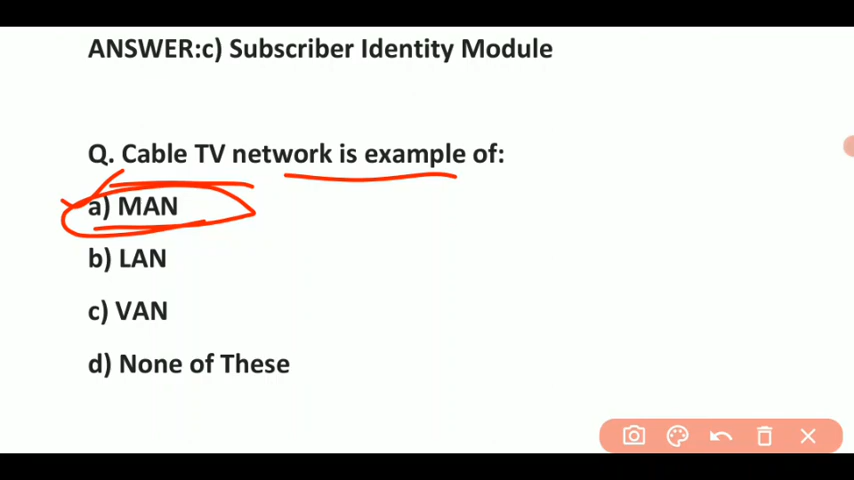 ANSWER:c) Subscriber Identity Module
Q. Cable TV network is example of:
a) MAN
b) LAN
c) VAN
d) None of These